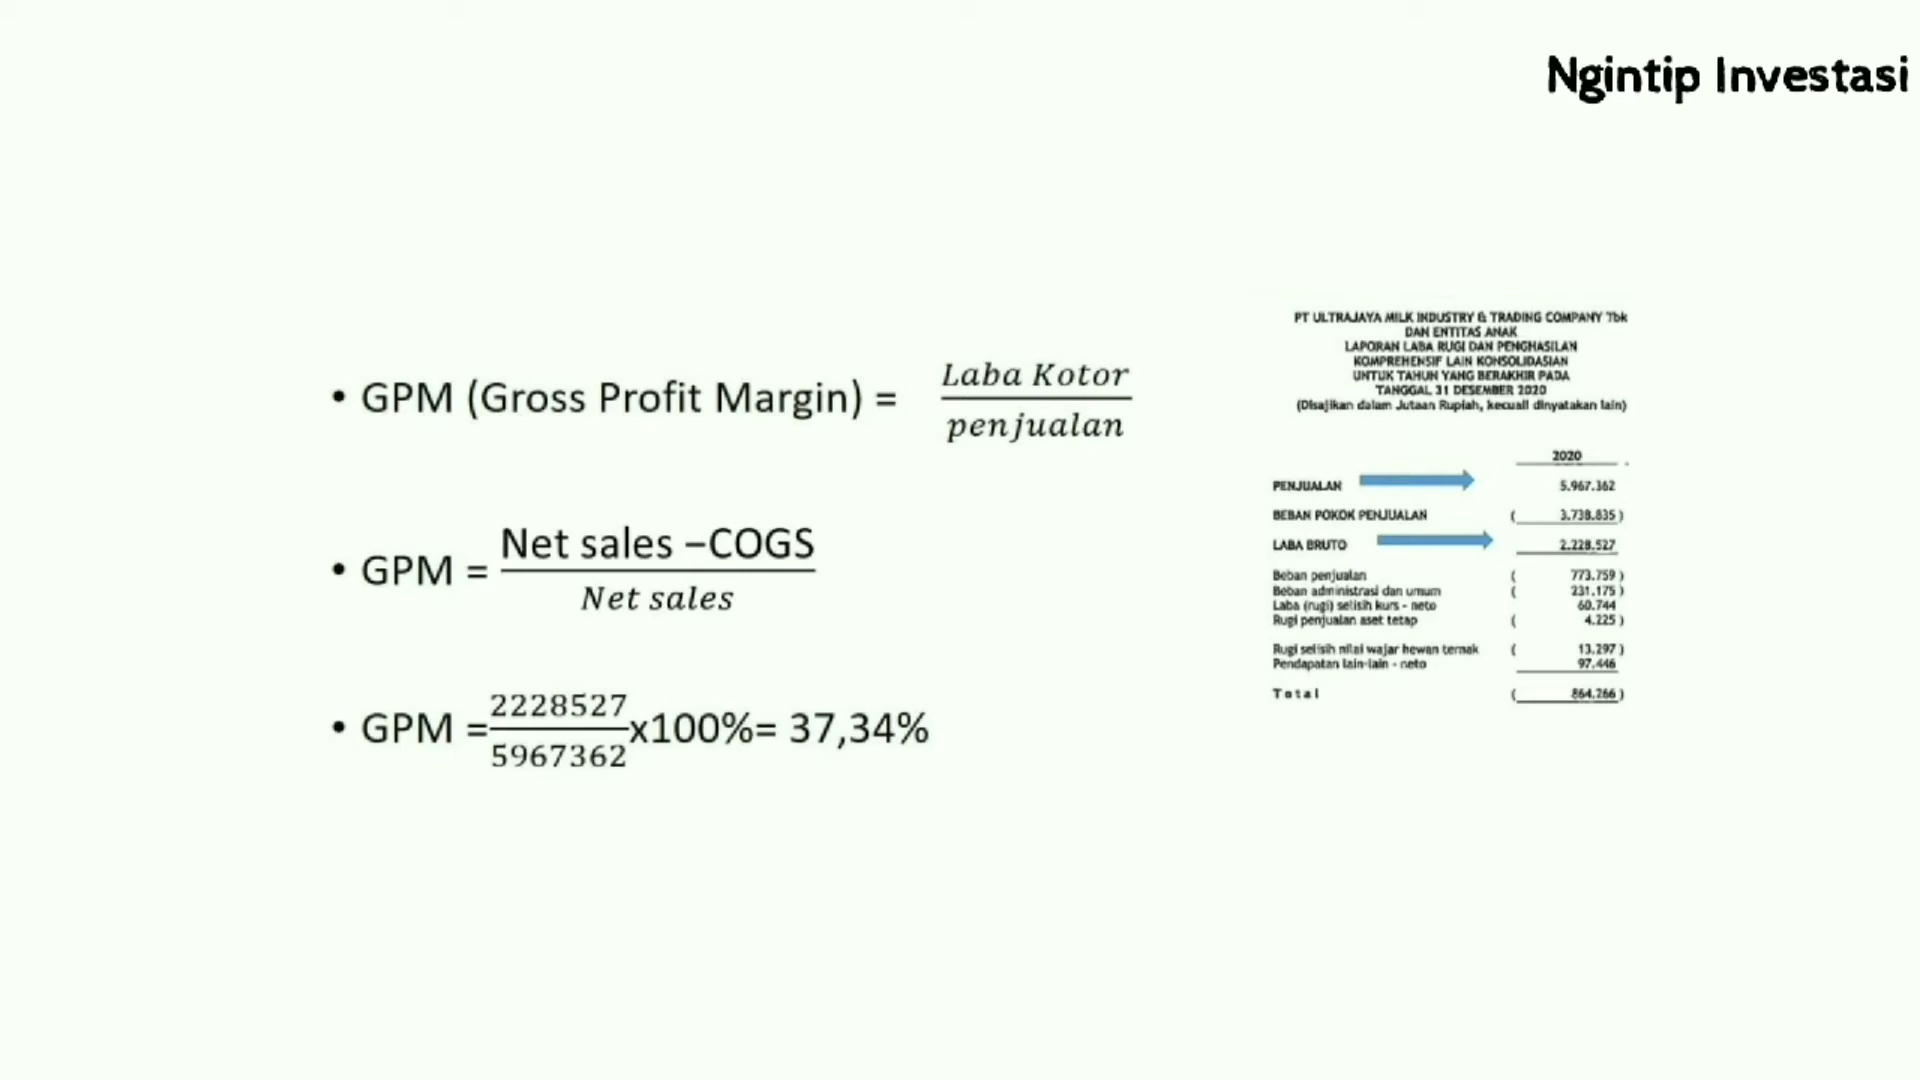 Ngintip Investasi
• GPM (Gross Profit Margin) = Laba Kotor / penjualan
• GPM = Net sales –COGS / Net sales
• GPM = 2228527 / 5967362 x100%= 37,34%
PT ULTRAJAYA MILK INDUSTRY & TRADING COMPANY Tbk
DAN ENTITAS ANAK
LAPORAN LABA RUGI DAN PENGHASILAN
KOMPREHENSIF LAIN KONSOLIDASIAN
UNTUK TAHUN YANG BERAKHIR PADA
TANGGAL 31 DESEMBER 2020
(Disajikan dalam Jutaan Rupiah, kecuali dinyatakan lain)
2020
PENJUALAN 5.967.362
BEBAN POKOK PENJUALAN ( 3.738.835 )
LABA BRUTO 2.228.527
Beban penjualan ( 773.759 )
Beban administrasi dan umum ( 231.175 )
Laba (rugi) selisih kurs - neto 60.744
Rugi penjualan aset tetap ( 4.225 )
Rugi selisih nilai wajar hewan ternak ( 13.297 )
Pendapatan lain-lain - neto 97.446
Total ( 864.266 )